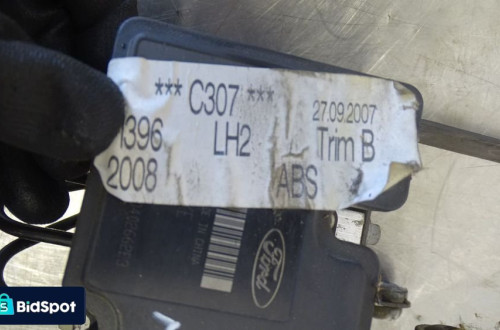 *** C307 ***
27.09.2007
1396 LH2 Trim B
2008 ABS
Ford
BidSpot